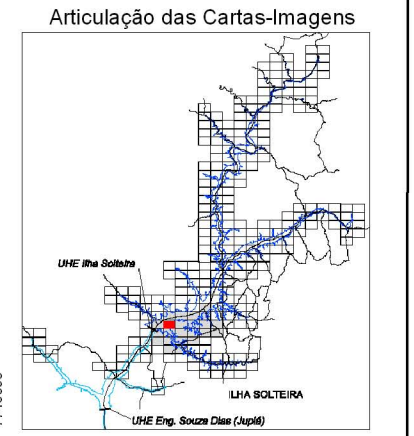 Articulação das Cartas-Imagens
UHE Ilha Solteira
ILHA SOLTEIRA
UHE Eng. Souza Dias (Jupiá)